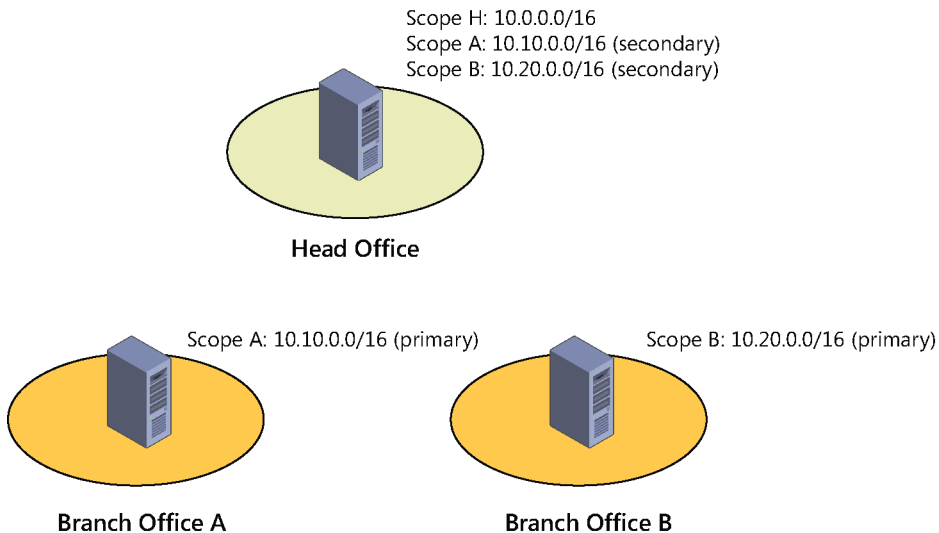 Scope H: 10.0.0.0/16
Scope A: 10.10.0.0/16 (secondary)
Scope B: 10.20.0.0/16 (secondary)
Head Office
Scope A: 10.10.0.0/16 (primary)
Scope B: 10.20.0.0/16 (primary)
Branch Office A
Branch Office B